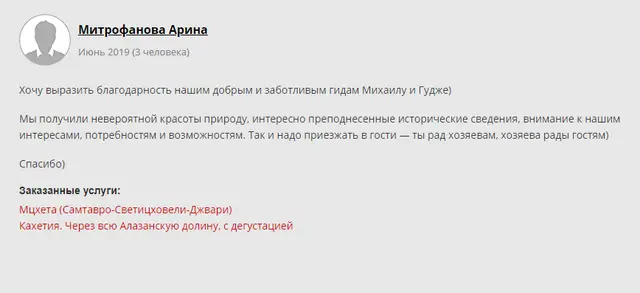 Митрофанова Арина
Июнь 2019 (3 человека)
Хочу выразить благодарность нашим добрым и заботливым гидам Михаилу и Гудже)
Мы получили невероятной красоты природу, интересно преподнесенные исторические сведения, внимание к нашим
интересам, потребностям и возможностям. Так и надо приезжать в гости — ты рад хозяевам, хозяева рады гостям)
Спасибо)
Заказанные услуги:
Мцхета (Самтавро-Светицховели-Джвари)
Кахетия. Через всю Алазанскую долину, с дегустацией